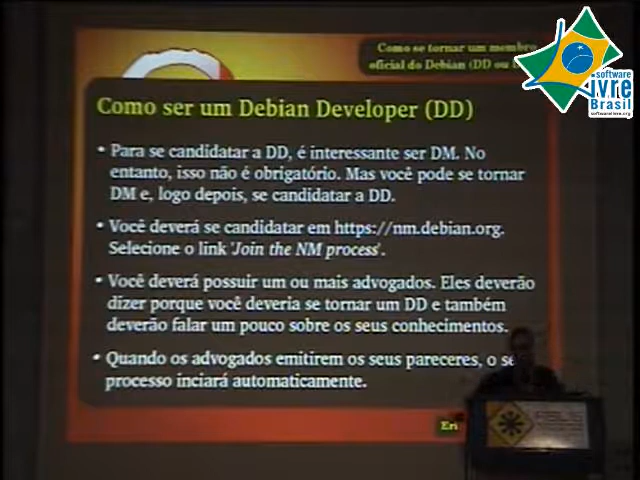 Como se tornar um membro
oficial do Debian (DD ou
software
livre
Brasil
softwarelivre.org
Como ser um Debian Developer (DD)
• Para se candidatar a DD, é interessante ser DM. No
entanto, isso não é obrigatório. Mas você pode se tornar
DM e, logo depois, se candidatar a DD.
• Você deverá se candidatar em https://nm.debian.org.
Selecione o link 'Join the NM process'.
• Você deverá possuir um ou mais advogados. Eles deverão
dizer porque você deveria se tornar um DD e também
deverão falar um pouco sobre os seus conhecimentos.
• Quando os advogados emitirem os seus pareceres, o se
processo inciará automaticamente.
Eri